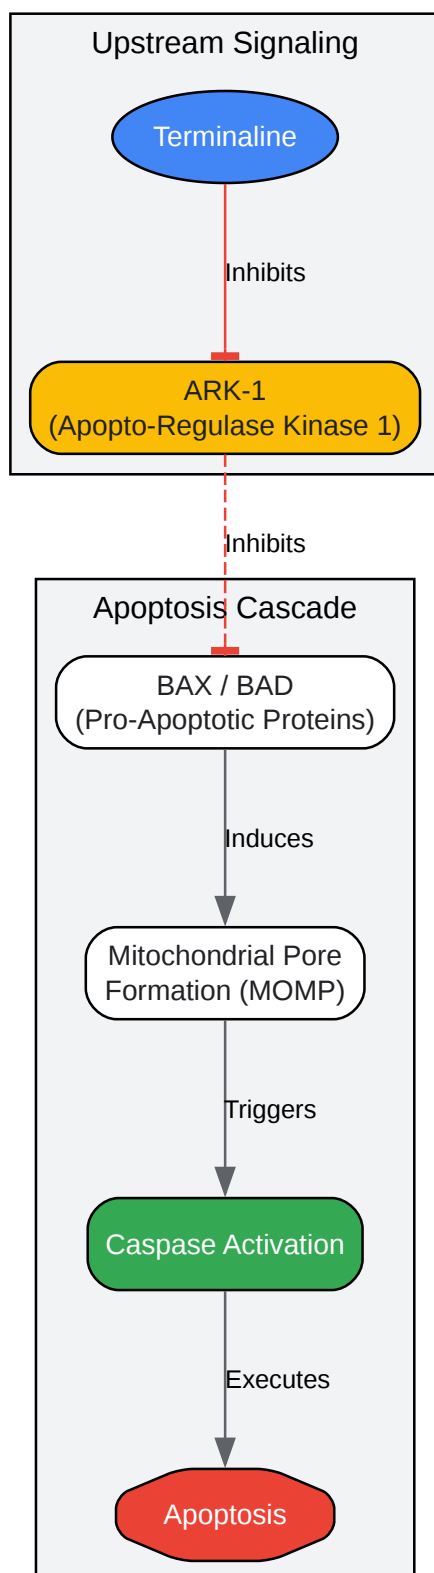 Upstream Signaling
Terminaline
Inhibits
ARK-1
(Apopto-Regulase Kinase 1)
Inhibits
Apoptosis Cascade
BAX / BAD
(Pro-Apoptotic Proteins)
Induces
Mitochondrial Pore
Formation (MOMP)
Triggers
Caspase Activation
Executes
Apoptosis